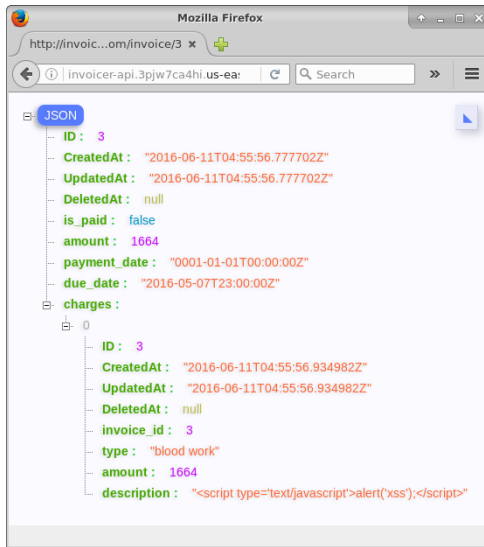 Mozilla Firefox
http://invoic...om/invoice/3
invoicer-api.3pjw7ca4hi.us-ea
Search
JSON
ID : 3
CreatedAt : "2016-06-11T04:55:56.777702Z"
UpdatedAt : "2016-06-11T04:55:56.777702Z"
DeletedAt : null
is_paid : false
amount : 1664
payment_date : "0001-01-01T00:00:00Z"
due_date : "2016-05-07T23:00:00Z"
charges :
0
ID : 3
CreatedAt : "2016-06-11T04:55:56.934982Z"
UpdatedAt : "2016-06-11T04:55:56.934982Z"
DeletedAt : null
invoice_id : 3
type : "blood work"
amount : 1664
description : "<script type='text/javascript'>alert('xss');</script>"